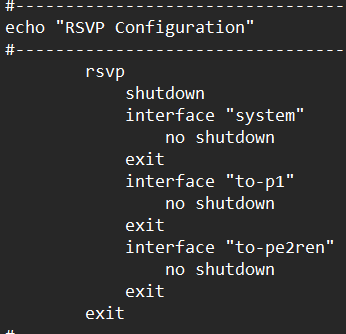 #--------------------------------
echo "RSVP Configuration"
#--------------------------------
rsvp
shutdown
interface "system"
no shutdown
exit
interface "to-p1"
no shutdown
exit
interface "to-pe2ren"
no shutdown
exit
exit
#